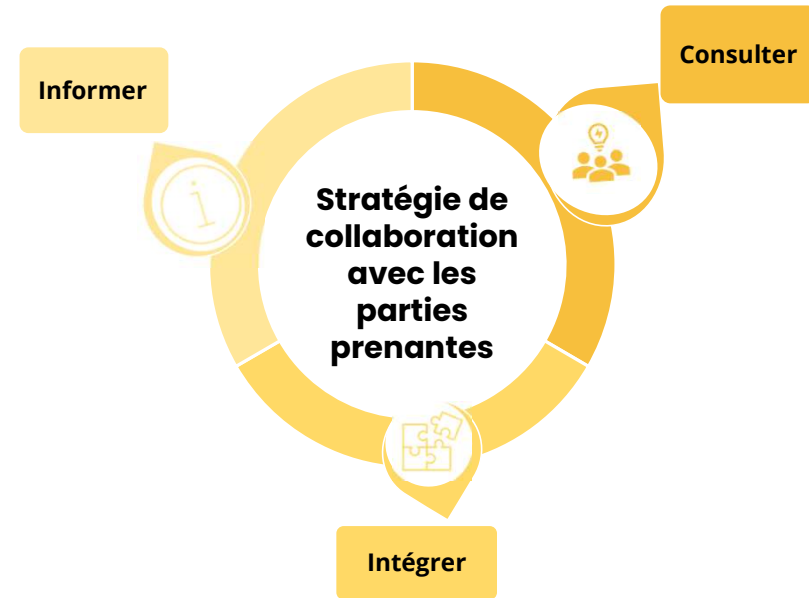 Informer
Consulter
Stratégie de
collaboration
avec les
parties
prenantes
Intégrer